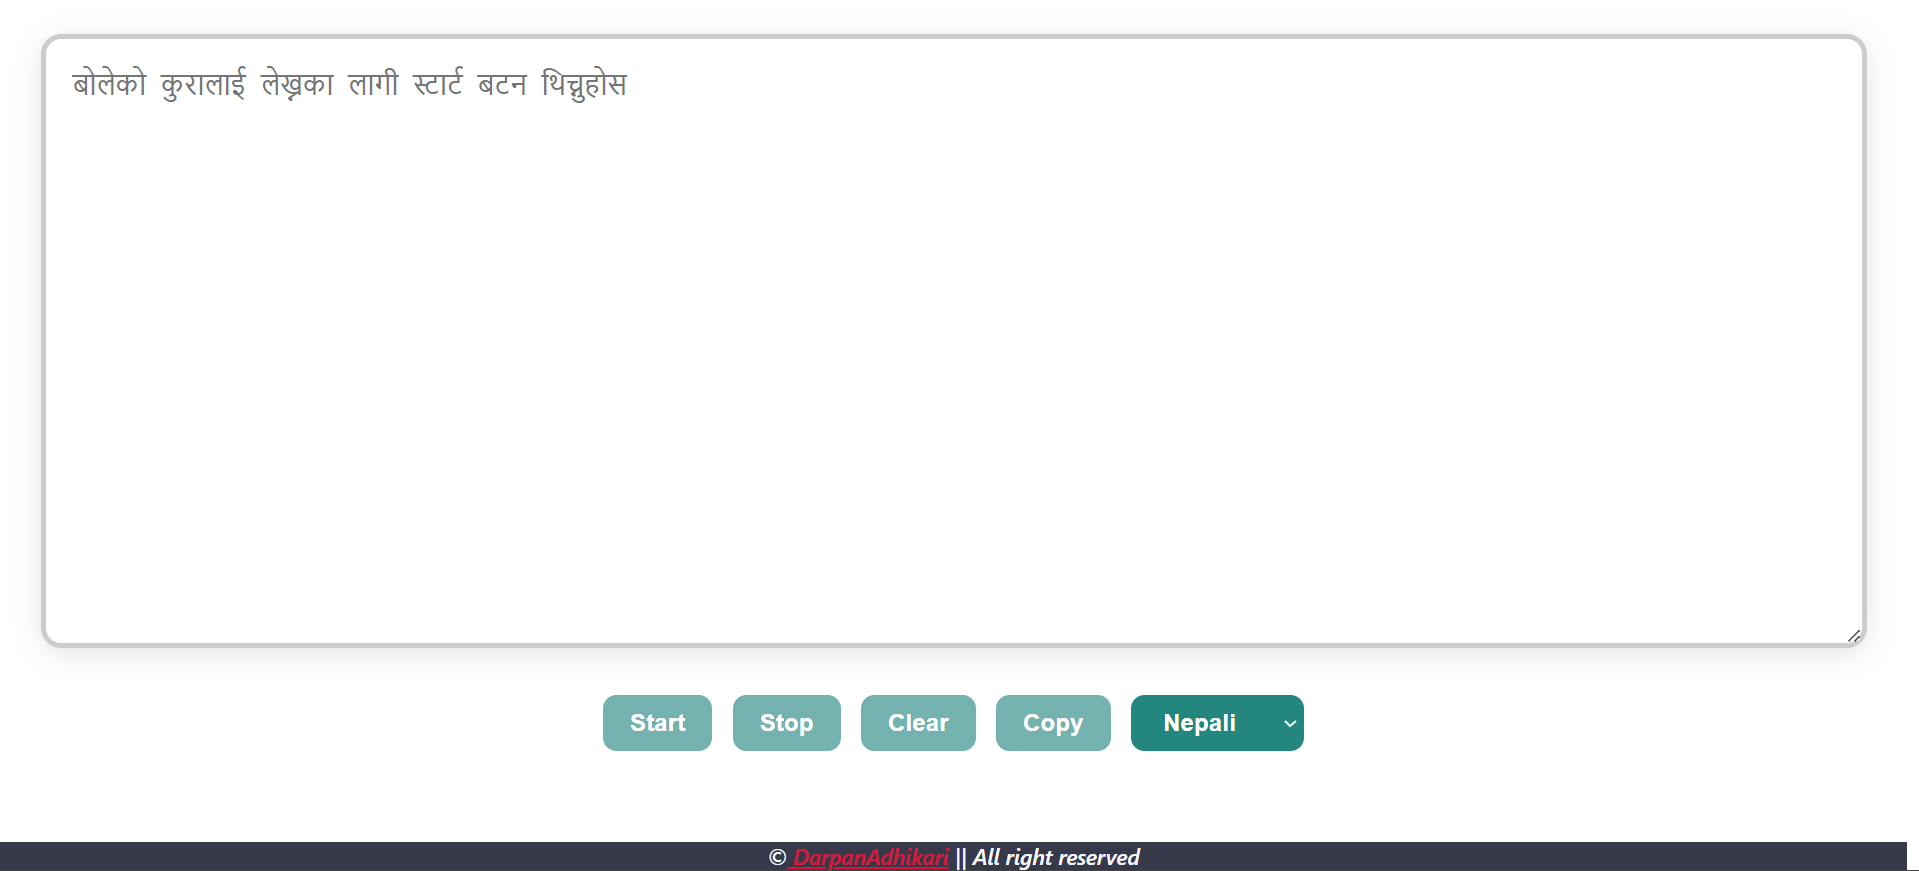 बोलेको कुरालाई लेख्नका लागी स्टार्ट बटन थिच्नुहोस
Start Stop Clear Copy Nepali
© DarpanAdhikari || All right reserved